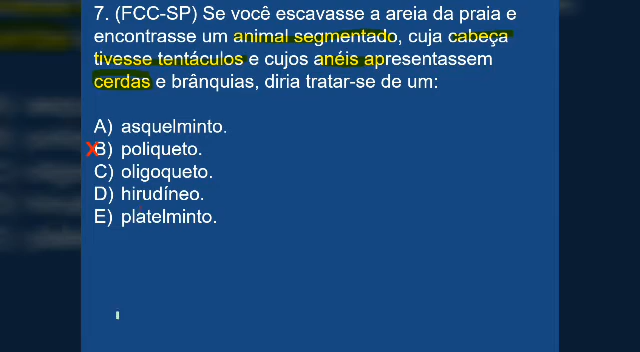 7. (FCC-SP) Se você escavasse a areia da praia e
encontrasse um animal segmentado, cuja cabeça
tivesse tentáculos e cujos anéis apresentassem
cerdas e brânquias, diria tratar-se de um:
A) asquelminto.
X B) poliqueto.
C) oligoqueto.
D) hirudíneo.
E) platelminto.